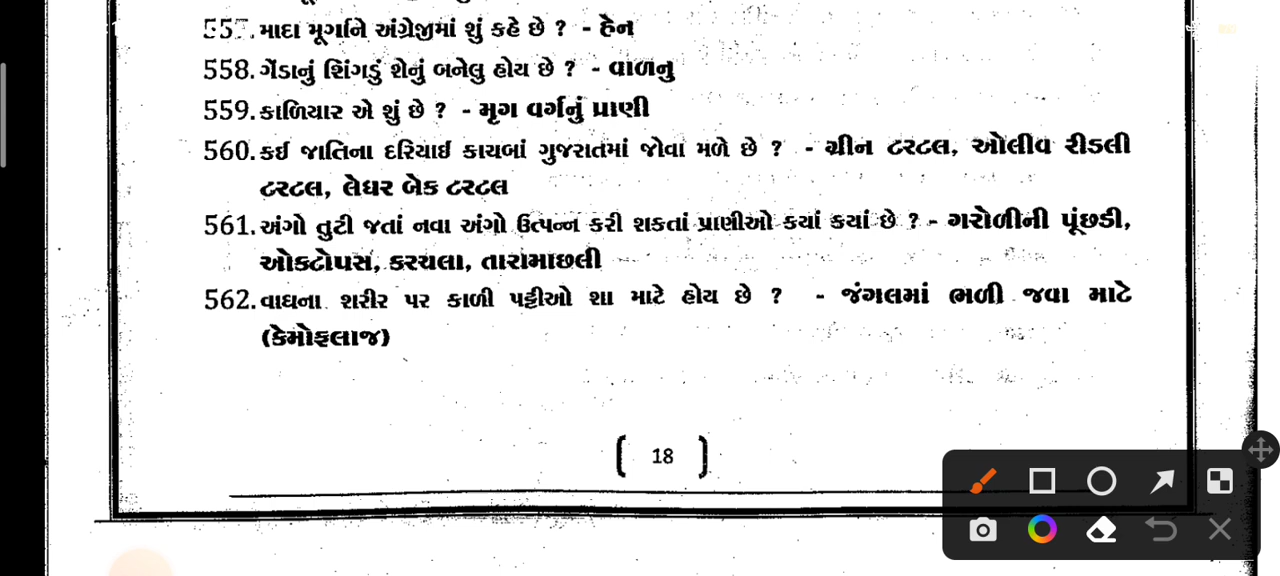 557. માદા મૂર્ગાને અંગ્રેજીમાં શું કહે છે ? - હેન
558. ગેંડાનું શિંગડું શેનું બનેલુ હોય છે ? - વાળનુ
559. કાળિયાર એ શું છે ? - મૃગ વર્ગનું પ્રાણી
560. કઈ જાતિના દરિયાઈ કાચબાં ગુજરાતમાં જોવા મળે છે ? - ગ્રીન ટરટલ, ઓલીવ રીડલી
ટરટલ, લેધર બેક ટરટલ
561. અંગો તુટી જતાં નવા અંગો ઉત્પન્ન કરી શકતાં પ્રાણીઓ કયાં કયાં છે ? - ગરોળીની પૂંછડી,
ઓકટોપસ, કરચલા, તારામાછલી
562. વાઘના શરીર પર કાળી પટ્ટીઓ શા માટે હોય છે ? - જંગલમાં ભળી જવા માટે
(કેમોફલાજ)
18